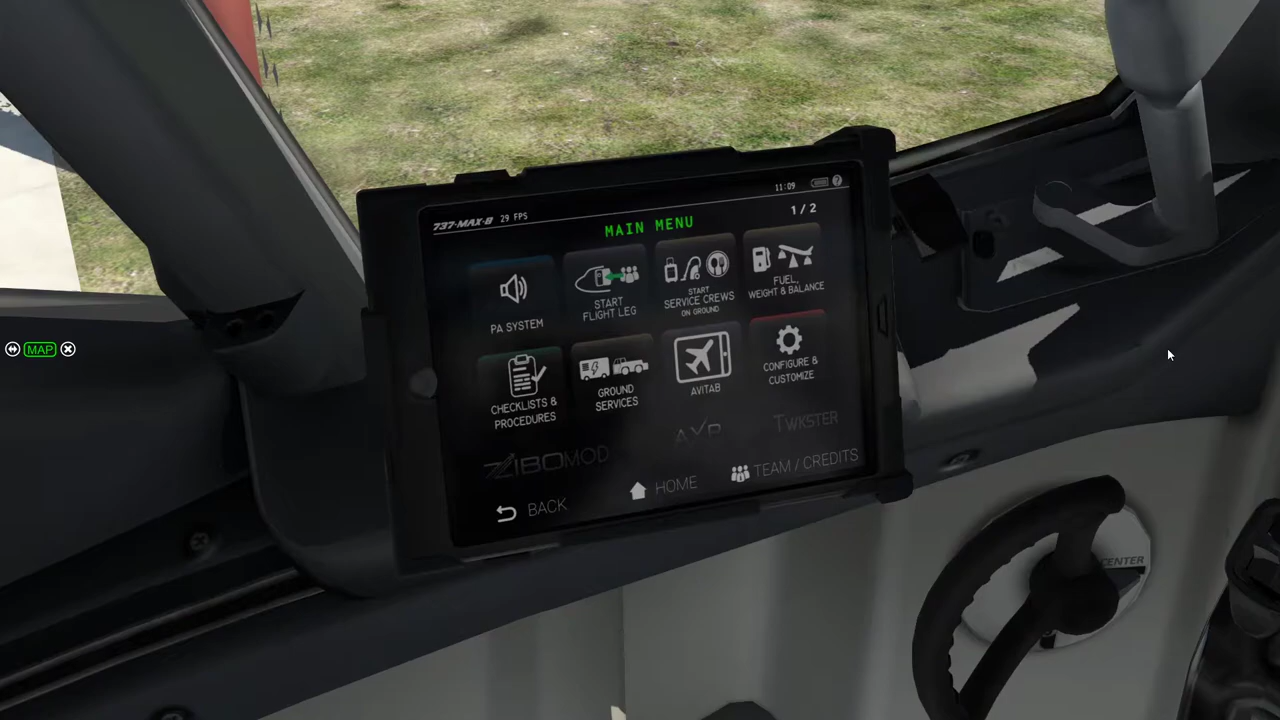 11:09
737-MAX-8 29 FPS
MAIN MENU
1 / 2
PA SYSTEM
START
FLIGHT LEG
START
SERVICE CREWS
ON GROUND
FUEL,
WEIGHT & BALANCE
CHECKLISTS &
PROCEDURES
GROUND
SERVICES
AVITAB
CONFIGURE &
CUSTOMIZE
ZIBOMOD
AXP
TWKSTER
BACK
HOME
TEAM / CREDITS
MAP
CENTER